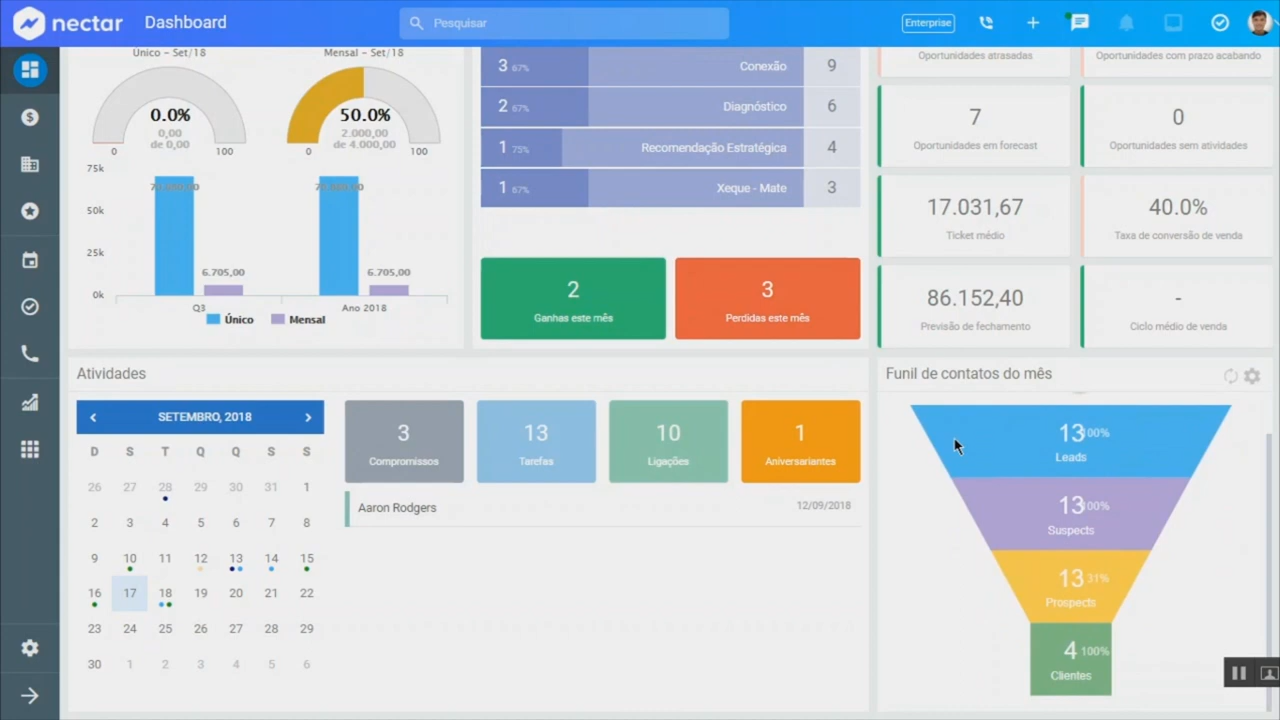 nectar
Dashboard
Pesquisar
Enterprise
Único - Set/18
Mensal - Set/18
0.0%
0,00
de 0,00
0
100
50.0%
2.000,00
de 4.000,00
0
100
75k
50k
25k
0k
6.705,00
6.705,00
Q3
Ano 2018
Único
Mensal
3 67% Conexão 9
2 67% Diagnóstico 6
1 75% Recomendação Estratégica 4
1 67% Xeque - Mate 3
2
Ganhas este mês
3
Perdidas este mês
Oportunidades atrasadas
Oportunidades com prazo acabando
7
Oportunidades em forecast
0
Oportunidades sem atividades
17.031,67
Ticket médio
40.0%
Taxa de conversão de venda
86.152,40
Previsão de fechamento
-
Ciclo médio de venda
Atividades
SETEMBRO, 2018
D S T Q Q S S
26 27 28 29 30 31 1
2 3 4 5 6 7 8
9 10 11 12 13 14 15
16 17 18 19 20 21 22
23 24 25 26 27 28 29
30 1 2 3 4 5 6
3
Compromissos
13
Tarefas
10
Ligações
1
Aniversariantes
Aaron Rodgers
12/09/2018
Funil de contatos do mês
13 100%
Leads
13 100%
Suspects
13 31%
Prospects
4 100%
Clientes